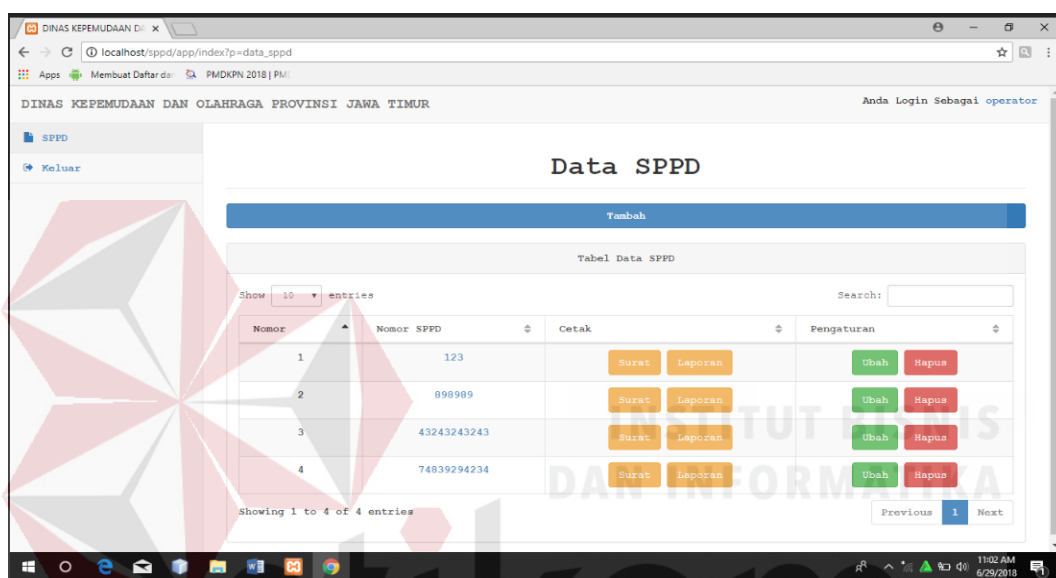 DINAS KEPEMUDAAN DA
localhost/sppd/app/index?p=data_sppd
Apps Membuat Daftar dar PMDKPN 2018 | PM
DINAS KEPEMUDAAN DAN OLAHRAGA PROVINSI JAWA TIMUR Anda Login Sebagai operator
SPPD
Keluar
Data SPPD
Tambah
Tabel Data SPPD
Show 10 entries Search:
Nomor Nomor SPPD Cetak Pengaturan
1 123 Surat Laporan Ubah Hapus
2 898989 Surat Laporan Ubah Hapus
3 43243243243 Surat Laporan Ubah Hapus
4 74839294234 Surat Laporan Ubah Hapus
INSTITUT BISNIS
DAN INFORMATIKA
Showing 1 to 4 of 4 entries Previous 1 Next
11:02 AM
6/29/2018